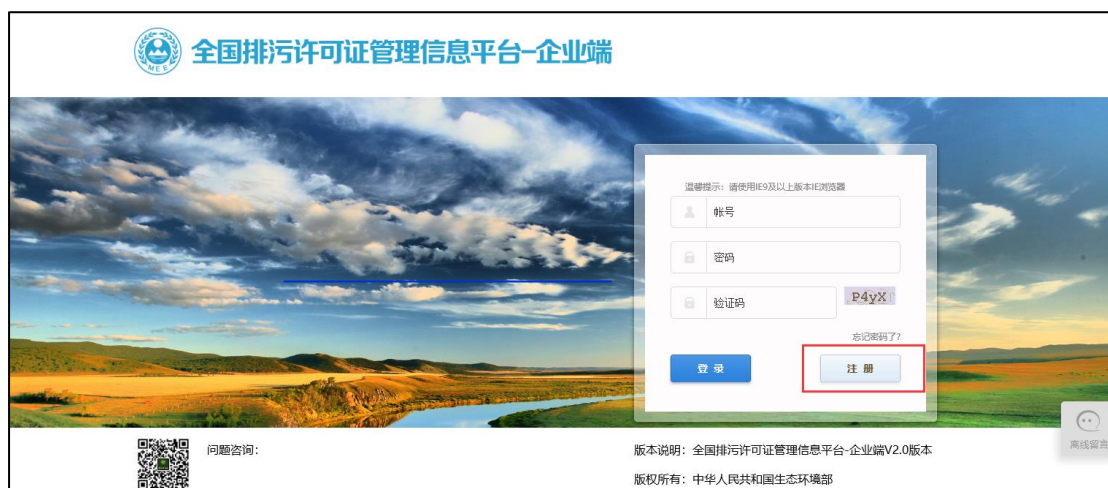 MEE
全国排污许可证管理信息平台-企业端
温馨提示：请使用IE9及以上版本IE浏览器
帐号
密码
验证码
P4yX
忘记密码了?
登 录
注 册
离线留言
问题咨询：
版本说明：全国排污许可证管理信息平台-企业端V2.0版本
版权所有：中华人民共和国生态环境部